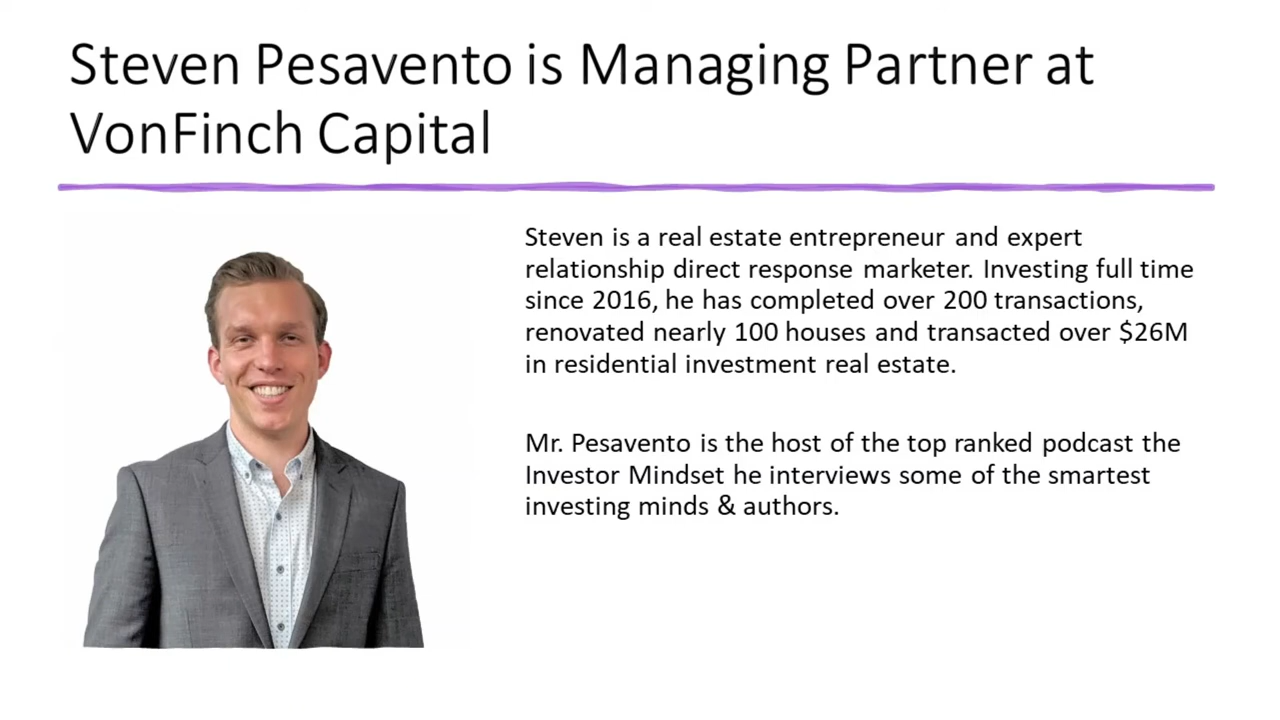 Steven Pesavento is Managing Partner at
VonFinch Capital
Steven is a real estate entrepreneur and expert
relationship direct response marketer. Investing full time
since 2016, he has completed over 200 transactions,
renovated nearly 100 houses and transacted over $26M
in residential investment real estate.
Mr. Pesavento is the host of the top ranked podcast the
Investor Mindset he interviews some of the smartest
investing minds & authors.